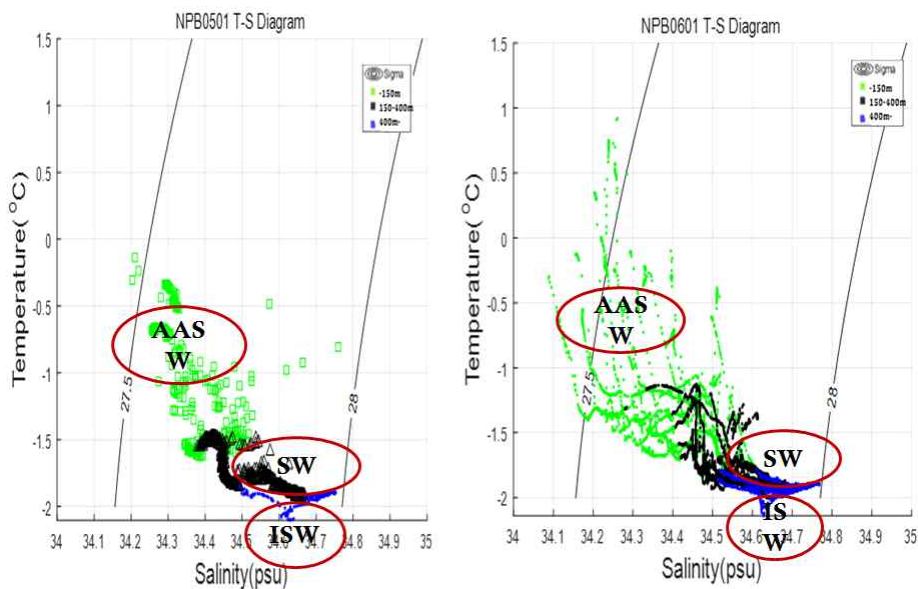 NPB0501 T-S Diagram
1.5
1
0.5
0
-0.5
-1
-1.5
-2
Temperature( °C)
34
34.1
34.2
34.3
34.4
34.5
34.6
34.7
34.8
34.9
35
Salinity(psu)
Sigma
-150m
150-400m
400m-
27.5
28
AAS
W
SW
ISW
NPB0601 T-S Diagram
1.5
1
0.5
0
-0.5
-1
-1.5
-2
Temperature( °C)
34
34.1
34.2
34.3
34.4
34.5
34.6
34.7
34.8
34.9
35
Salinity(psu)
Sigma
-150m
150-400m
400m-
27.5
28
AAS
W
SW
IS
W